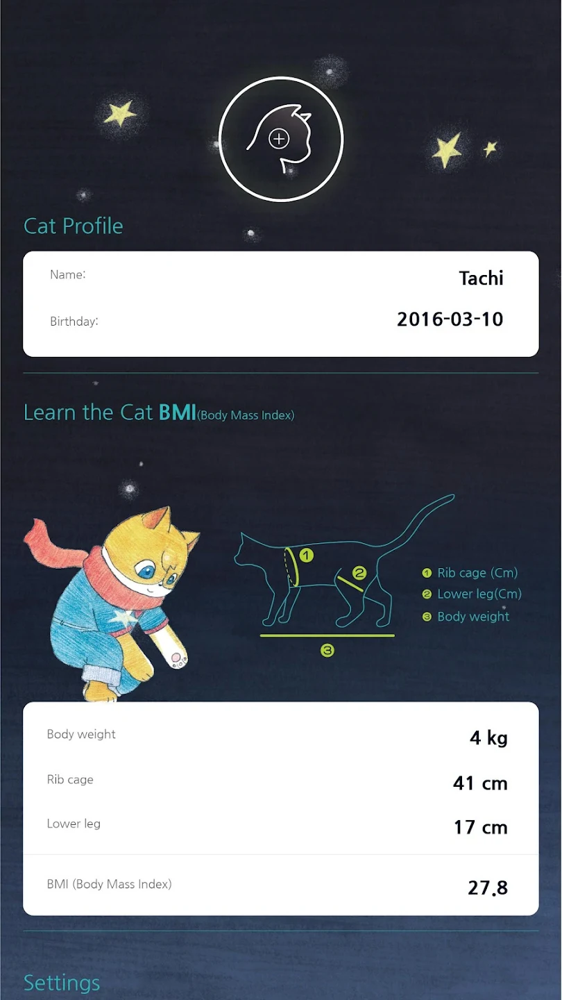 Cat Profile
Name: Tachi
Birthday: 2016-03-10
Learn the Cat BMI(Body Mass Index)
1
2
1 Rib cage (Cm)
2 Lower leg(Cm)
3 Body weight
3
Body weight 4 kg
Rib cage 41 cm
Lower leg 17 cm
BMI (Body Mass Index) 27.8
Settings